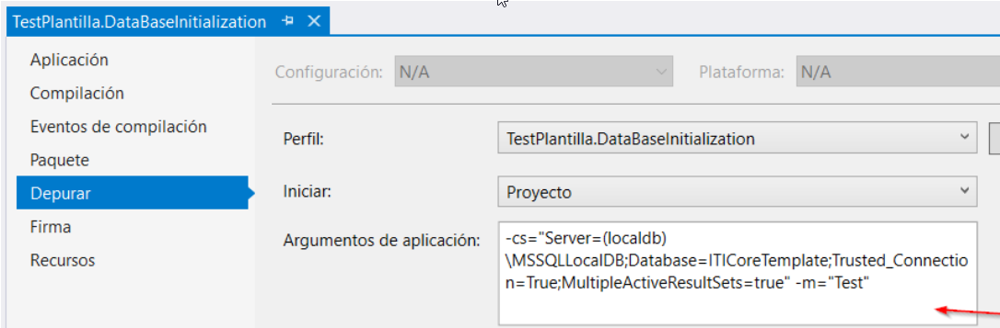 TestPlantilla.DataBaseInitialization
Aplicación
Compilación
Eventos de compilación
Paquete
Depurar
Firma
Recursos
Configuración: N/A Plataforma: N/A
Perfil: TestPlantilla.DataBaseInitialization
Iniciar: Proyecto
Argumentos de aplicación:
-cs="Server=(localdb)
\MSSQLLocalDB;Database=ITICoreTemplate;Trusted_Connectio
n=True;MultipleActiveResultSets=true" -m="Test"